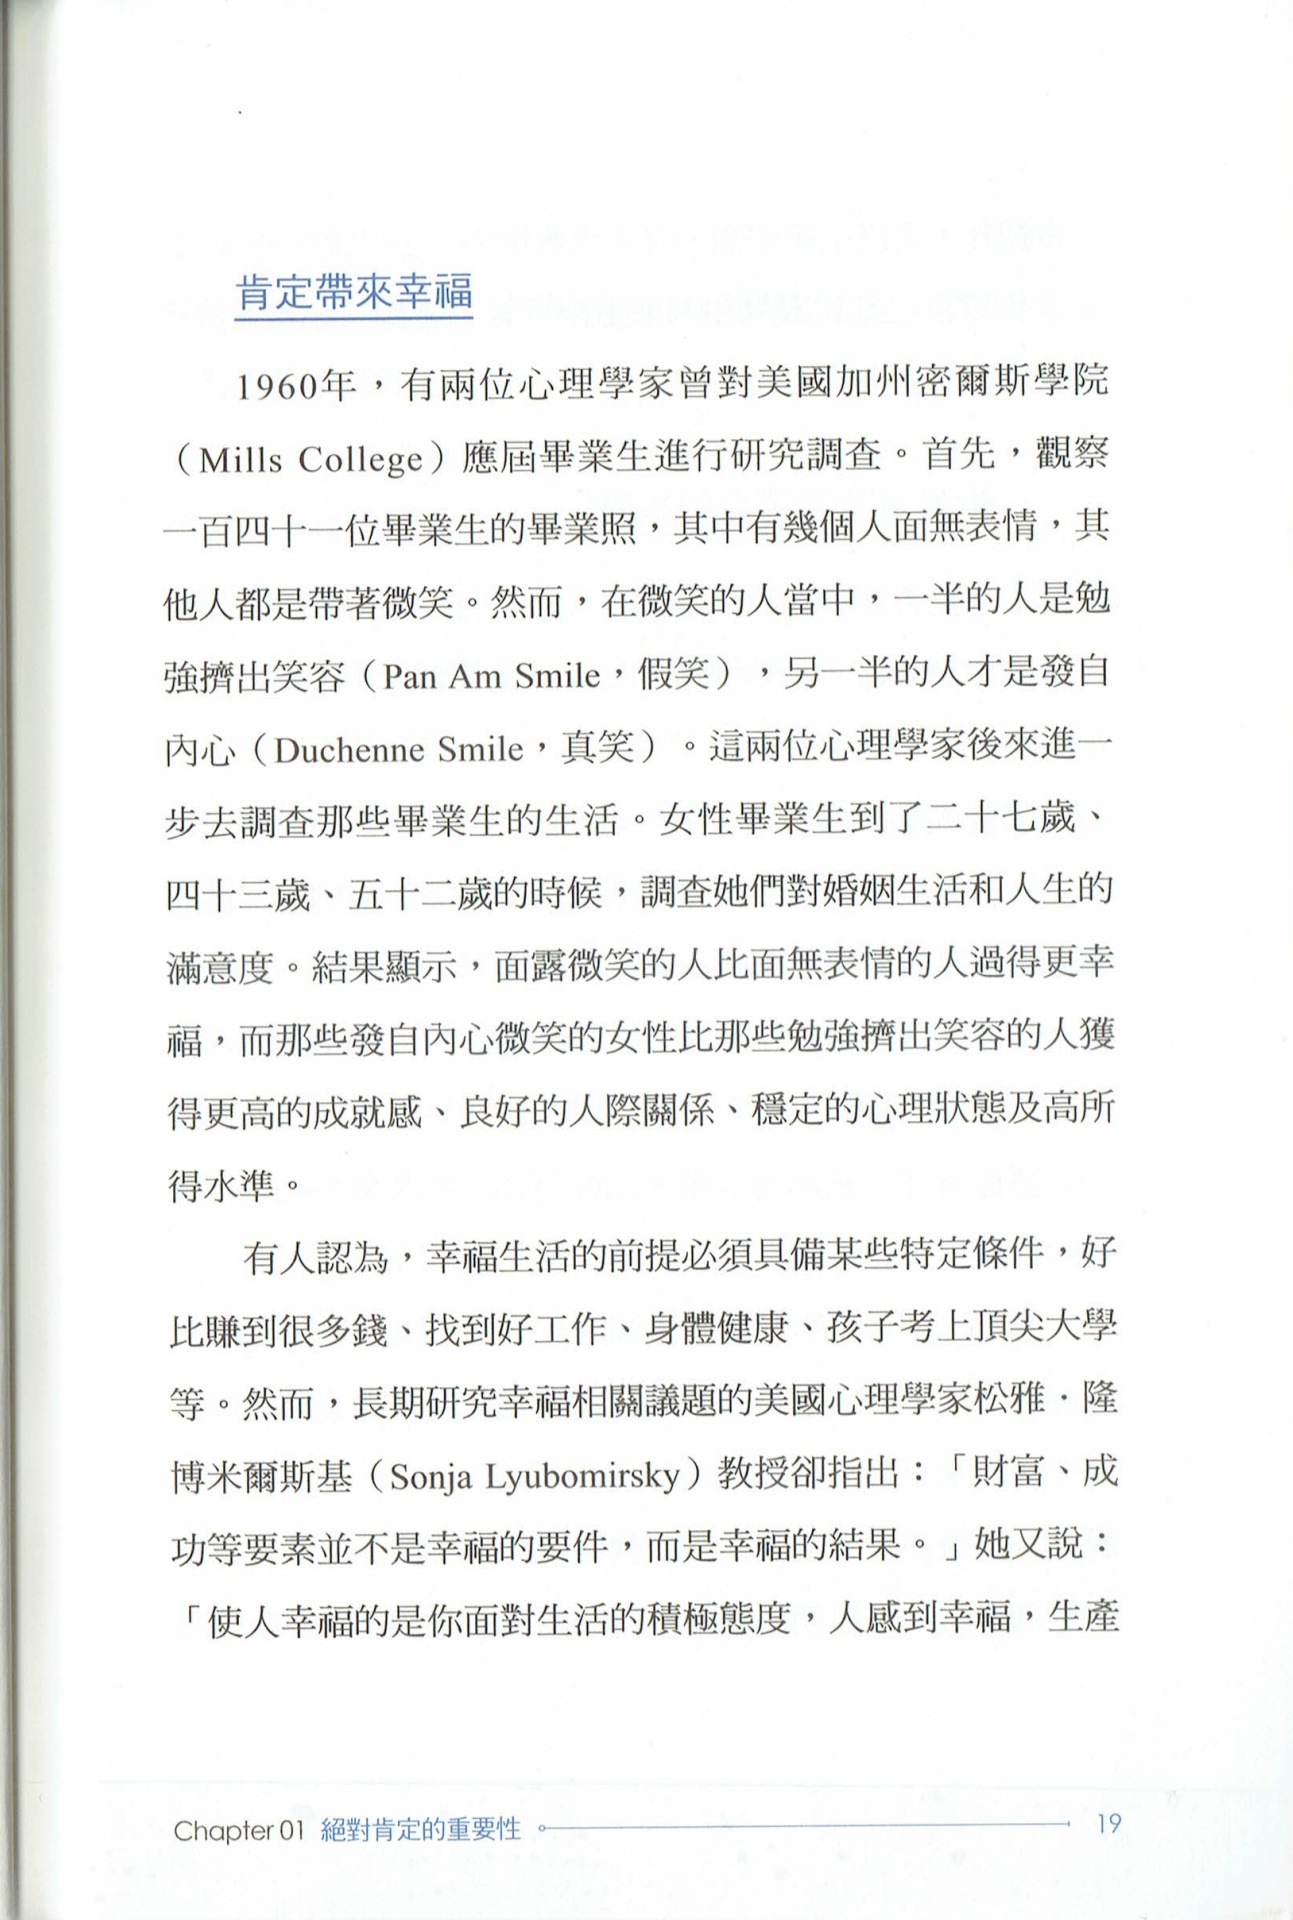 肯定帶來幸福
1960年，有兩位心理學家曾對美國加州密爾斯學院
（Mills College）應屆畢業生進行研究調查。首先，觀察
一百四十一位畢業生的畢業照，其中有幾個人面無表情，其
他人都是帶著微笑。然而，在微笑的人當中，一半的人是勉
強擠出笑容（Pan Am Smile，假笑），另一半的人才是發自
內心（Duchenne Smile，真笑）。這兩位心理學家後來進一
步去調查那些畢業生的生活。女性畢業生到了二十七歲、
四十三歲、五十二歲的時候，調查她們對婚姻生活和人生的
滿意度。結果顯示，面露微笑的人比面無表情的人過得更幸
福，而那些發自內心微笑的女性比那些勉強擠出笑容的人獲
得更高的成就感、良好的人際關係、穩定的心理狀態及高所
得水準。
有人認為，幸福生活的前提必須具備某些特定條件，好
比賺到很多錢、找到好工作、身體健康、孩子考上頂尖大學
等。然而，長期研究幸福相關議題的美國心理學家松雅．隆
博米爾斯基（Sonja Lyubomirsky）教授卻指出：「財富、成
功等要素並不是幸福的要件，而是幸福的結果。」她又說：
「使人幸福的是你面對生活的積極態度，人感到幸福，生產
Chapter 01 絕對肯定的重要性 19